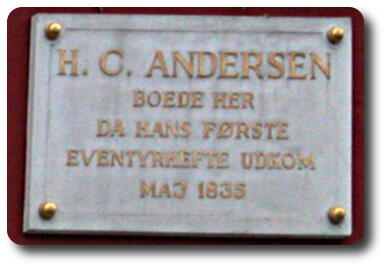 H. C. ANDERSEN
BOEDE HER
DA HANS FØRSTE
EVENTYRHEFTE UDKOM
MAJ 1835